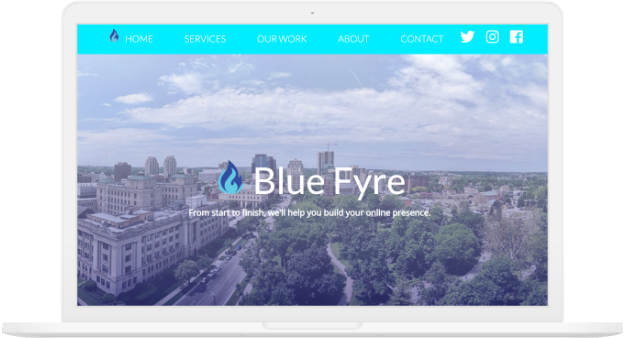 HOME SERVICES OUR WORK ABOUT CONTACT
Blue Fyre
From start to finish, we'll help you build your online presence.